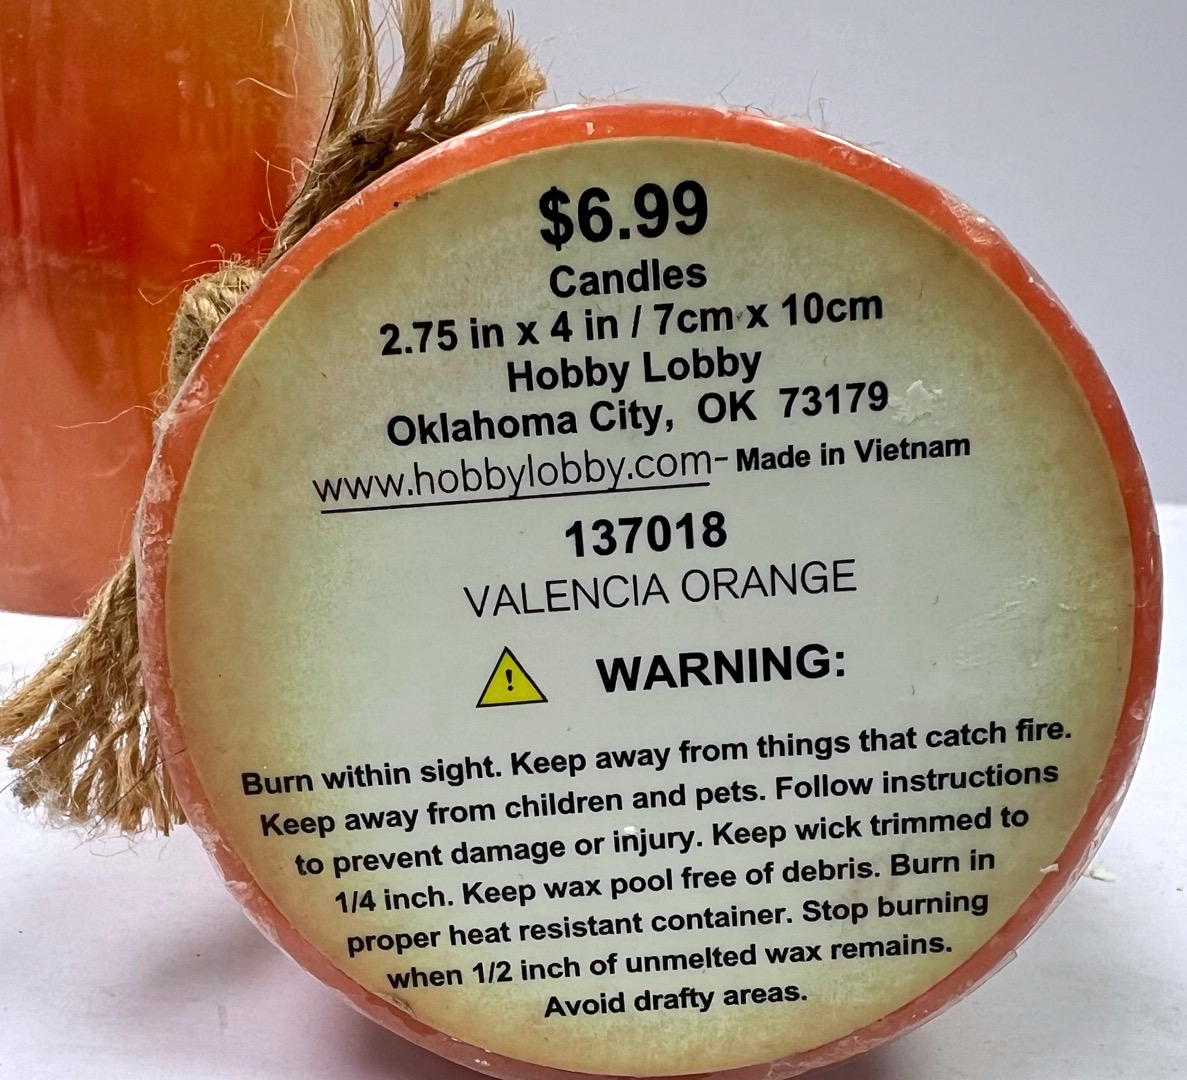 $6.99
Candles
2.75 in x 4 in / 7cm x 10cm
Hobby Lobby
Oklahoma City, OK 73179
www.hobbylobby.com- Made in Vietnam
137018
VALENCIA ORANGE
! WARNING:
Burn within sight. Keep away from things that catch fire.
Keep away from children and pets. Follow instructions
to prevent damage or injury. Keep wick trimmed to
1/4 inch. Keep wax pool free of debris. Burn in
proper heat resistant container. Stop burning
when 1/2 inch of unmelted wax remains.
Avoid drafty areas.